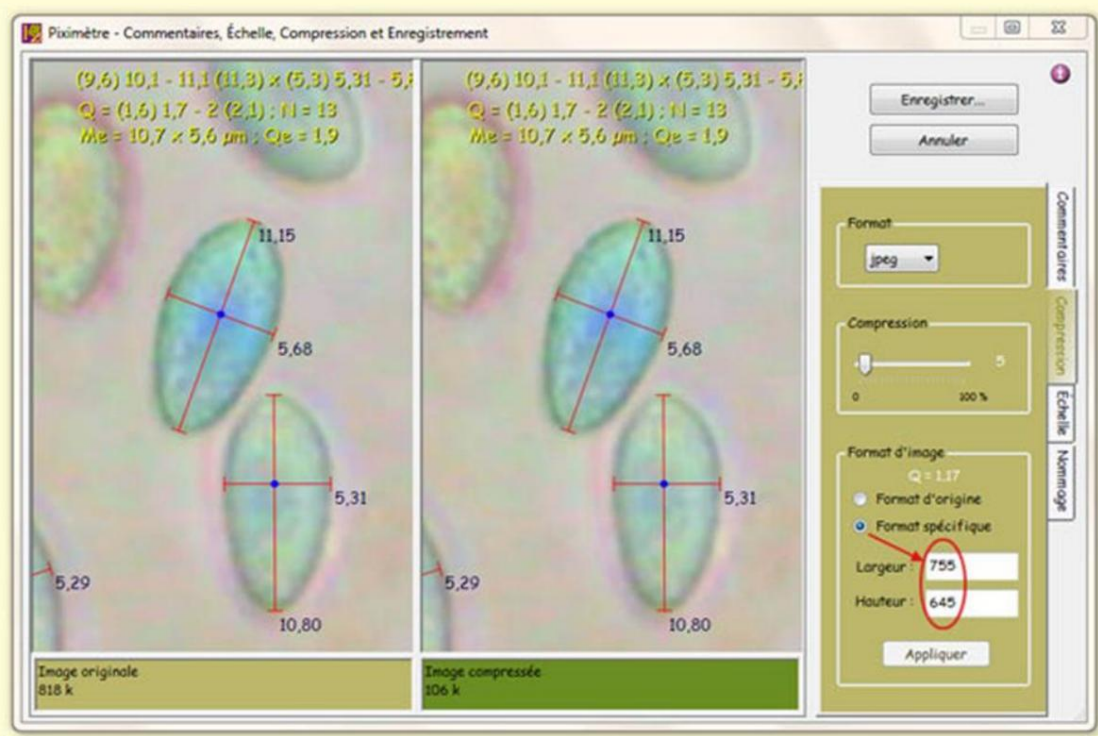 Piximètre - Commentaires, Échelle, Compression et Enregistrement
(9,6) 10,1 - 11,1 (11,3) x (5,3) 5,31 - 5,
Q = (1,6) 1,7 - 2 (2,1) ; N = 13
Me = 10,7 x 5,6 µm ; Qe = 1,9
11,15
5,68
5,31
5,29
10,80
Image originale
818 k
(9,6) 10,1 - 11,1 (11,3) x (5,3) 5,31 - 5,
Q = (1,6) 1,7 - 2 (2,1) ; N = 13
Me = 10,7 x 5,6 µm ; Qe = 1,9
11,15
5,68
5,31
5,29
10,80
Image compressée
106 k
Enregistrer...
Annuler
Format
jpeg
Compression
5
0 100 %
Format d'image
Q = 1,17
Format d'origine
Format spécifique
Largeur : 755
Hauteur : 645
Appliquer
Commentaires
Compression
Échelle
Nommage